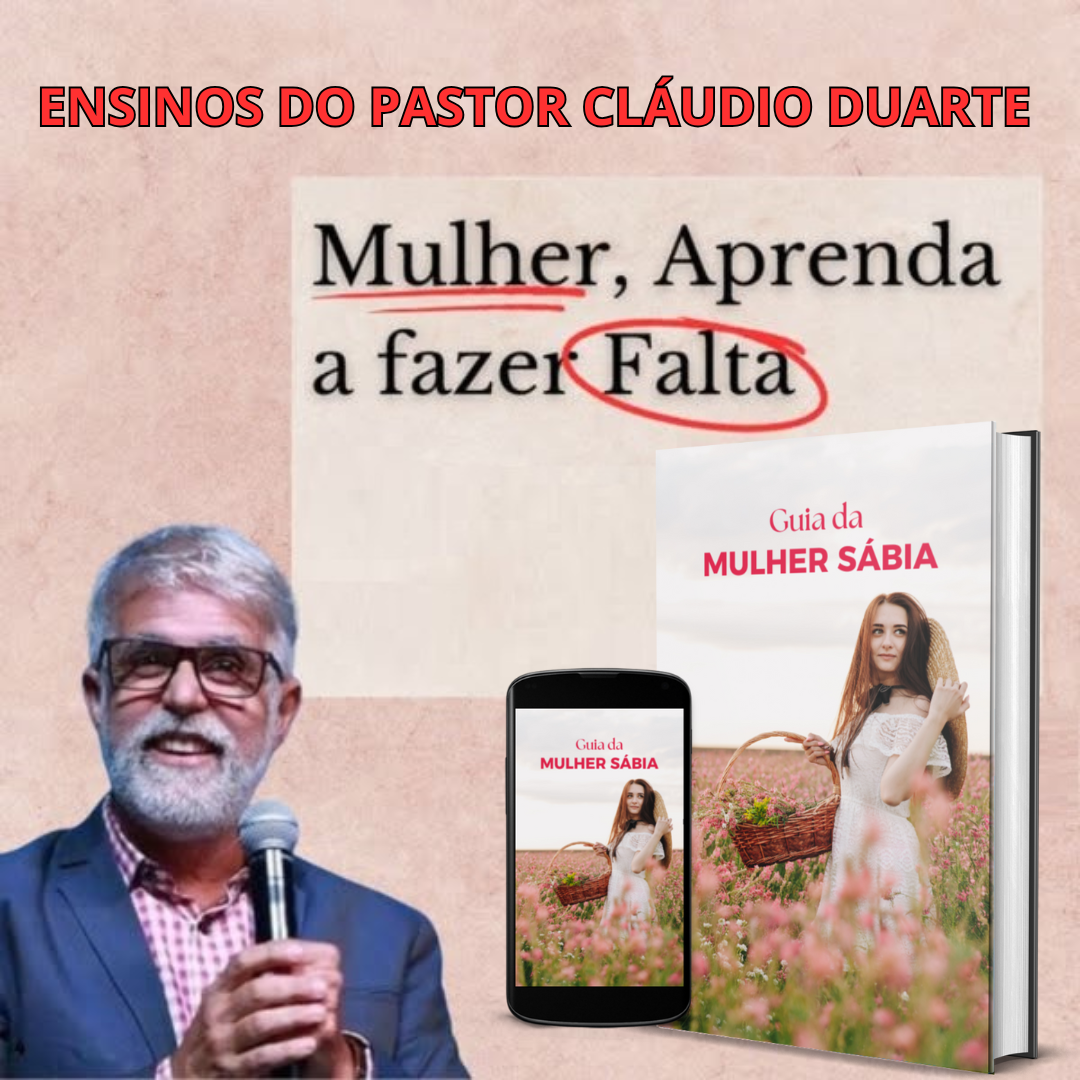 ENSINOS DO PASTOR CLÁUDIO DUARTE
Mulher, Aprenda
a fazer Falta
Guia da
MULHER SÁBIA
Guia da
MULHER SÁBIA